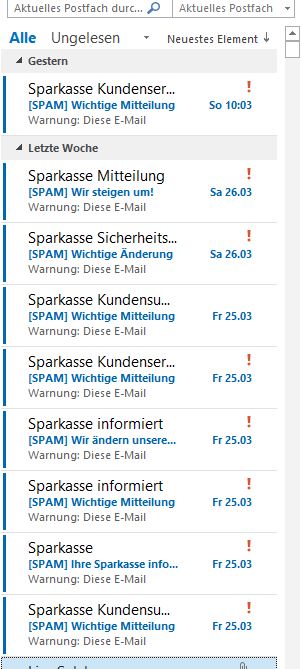 Aktuelles Postfach durc... Aktuelles Postfach
Alle Ungelesen Neuestes Element ↓
Gestern
Sparkasse Kundenser... !
[SPAM] Wichtige Mitteilung So 10:03
Warnung: Diese E-Mail
Letzte Woche
Sparkasse Mitteilung !
[SPAM] Wir steigen um! Sa 26.03
Warnung: Diese E-Mail
Sparkasse Sicherheits... !
[SPAM] Wichtige Änderung Sa 26.03
Warnung: Diese E-Mail
Sparkasse Kundensu... !
[SPAM] Wichtige Mitteilung Fr 25.03
Warnung: Diese E-Mail
Sparkasse Kundenser... !
[SPAM] Wichtige Mitteilung Fr 25.03
Warnung: Diese E-Mail
Sparkasse informiert !
[SPAM] Wir ändern unsere... Fr 25.03
Warnung: Diese E-Mail
Sparkasse informiert !
[SPAM] Wichtige Mitteilung Fr 25.03
Warnung: Diese E-Mail
Sparkasse !
[SPAM] Ihre Sparkasse info... Fr 25.03
Warnung: Diese E-Mail
Sparkasse Kundensu... !
[SPAM] Wichtige Mitteilung Fr 25.03
Warnung: Diese E-Mail